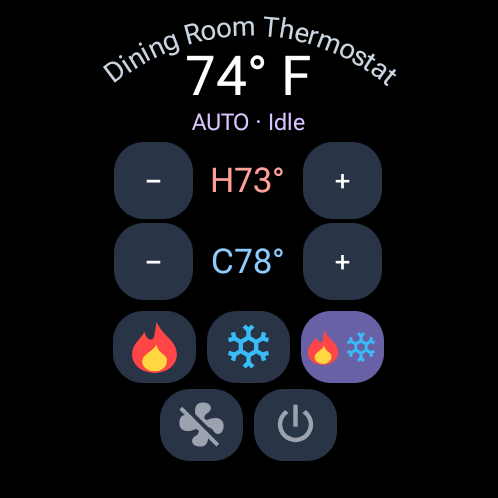 Dining Room Thermostat
74° F
AUTO · Idle
− H73° +
− C78° +